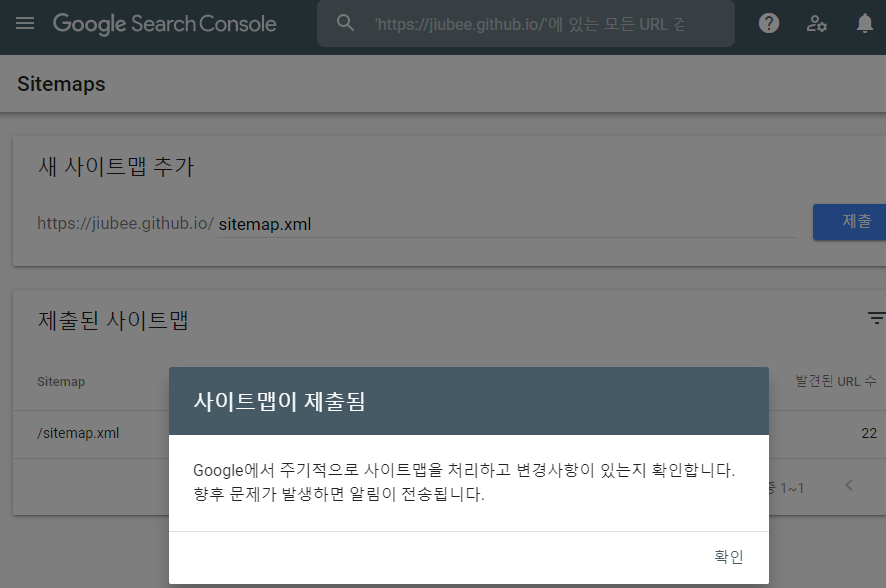 Google Search Console
'https://jiubee.github.io/'에 있는 모든 URL 검
Sitemaps
새 사이트맵 추가
https://jiubee.github.io/ sitemap.xml
제출
제출된 사이트맵
Sitemap
발견된 URL 수
/sitemap.xml
22
1~1
사이트맵이 제출됨
Google에서 주기적으로 사이트맵을 처리하고 변경사항이 있는지 확인합니다.
향후 문제가 발생하면 알림이 전송됩니다.
확인